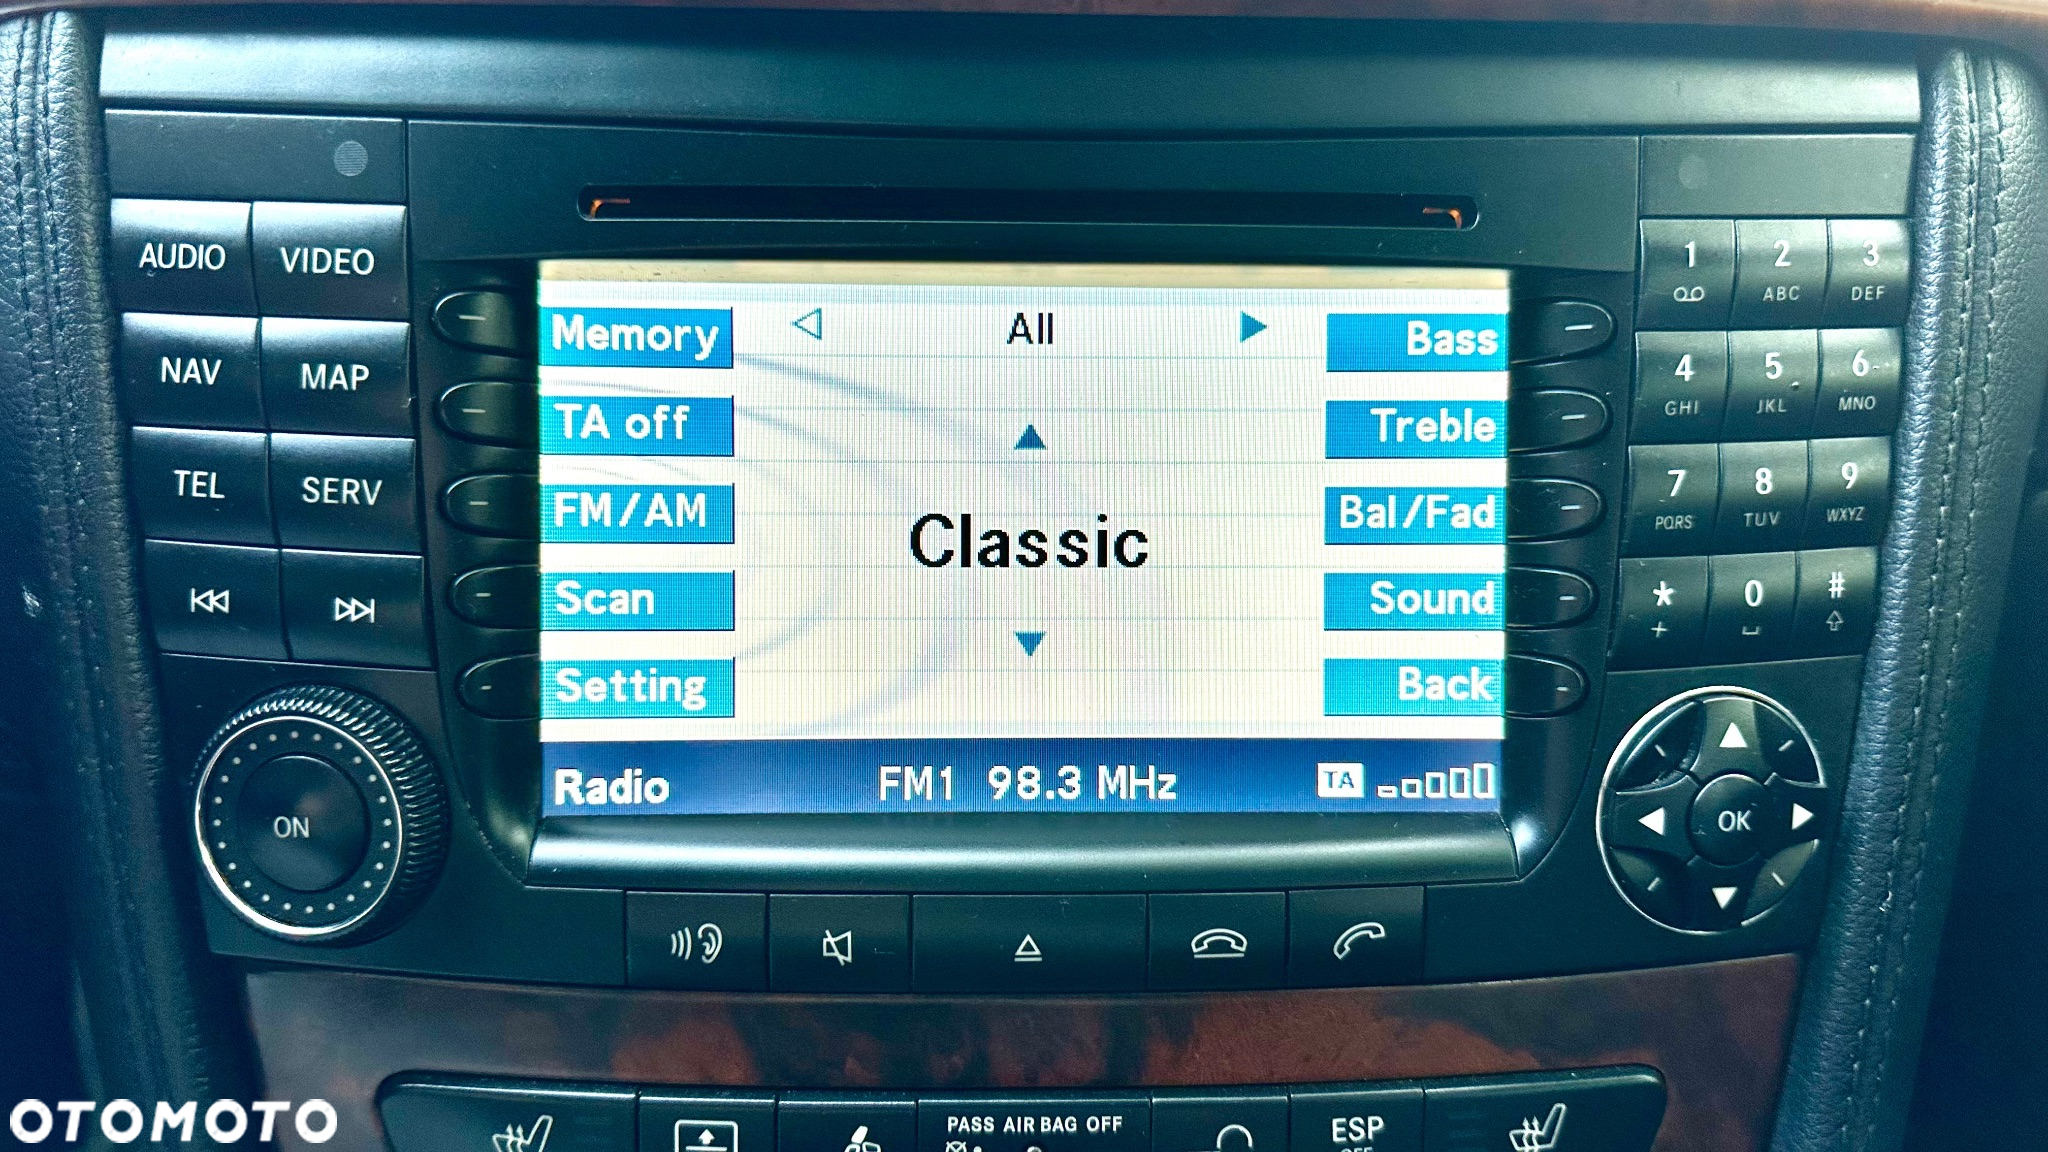 AUDIO VIDEO
NAV MAP
TEL SERV
ON
Memory
TA off
FM/AM
Scan
Setting
All
Classic
Bass
Treble
Bal/Fad
Sound
Back
Radio FM1 98.3 MHz TA
1 2 3
ABC DEF
4 5 6
GHI JKL MNO
7 8 9
PQRS TUV WXYZ
* 0 #
+
OK
PASS AIR BAG OFF
ESP
OTOMOTO